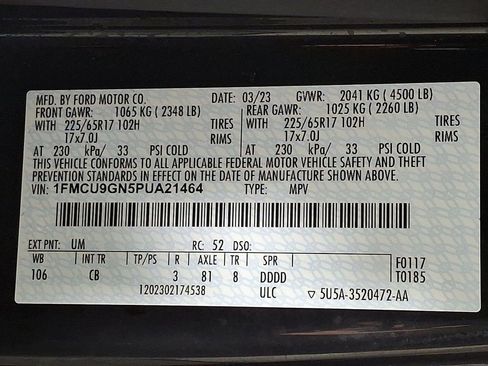 MFD. BY FORD MOTOR CO. DATE: 03/23 GVWR: 2041 KG ( 4500 LB)
FRONT GAWR: 1065 KG ( 2348 LB) REAR GAWR: 1025 KG ( 2260 LB)
WITH 225/65R17 102H TIRES WITH 225/65R17 102H TIRES
17x7.0J RIMS 17x7.0J RIMS
AT 230 kPa/ 33 PSI COLD AT 230 kPa/ 33 PSI COLD
THIS VEHICLE CONFORMS TO ALL APPLICABLE FEDERAL MOTOR VEHICLE SAFETY AND THEFT
PREVENTION STANDARDS IN EFFECT ON THE DATE OF MANUFACTURE SHOWN ABOVE.
VIN: 1FMCU9GN5PUA21464 TYPE: MPV
EXT PNT: UM RC: 52 DSO:
WB INT TR TP/PS R AXLE TR SPR F0117
106 CB 3 81 8 DDDD T0185
1202302174538 ULC ▽ 5U5A-3520472-AA